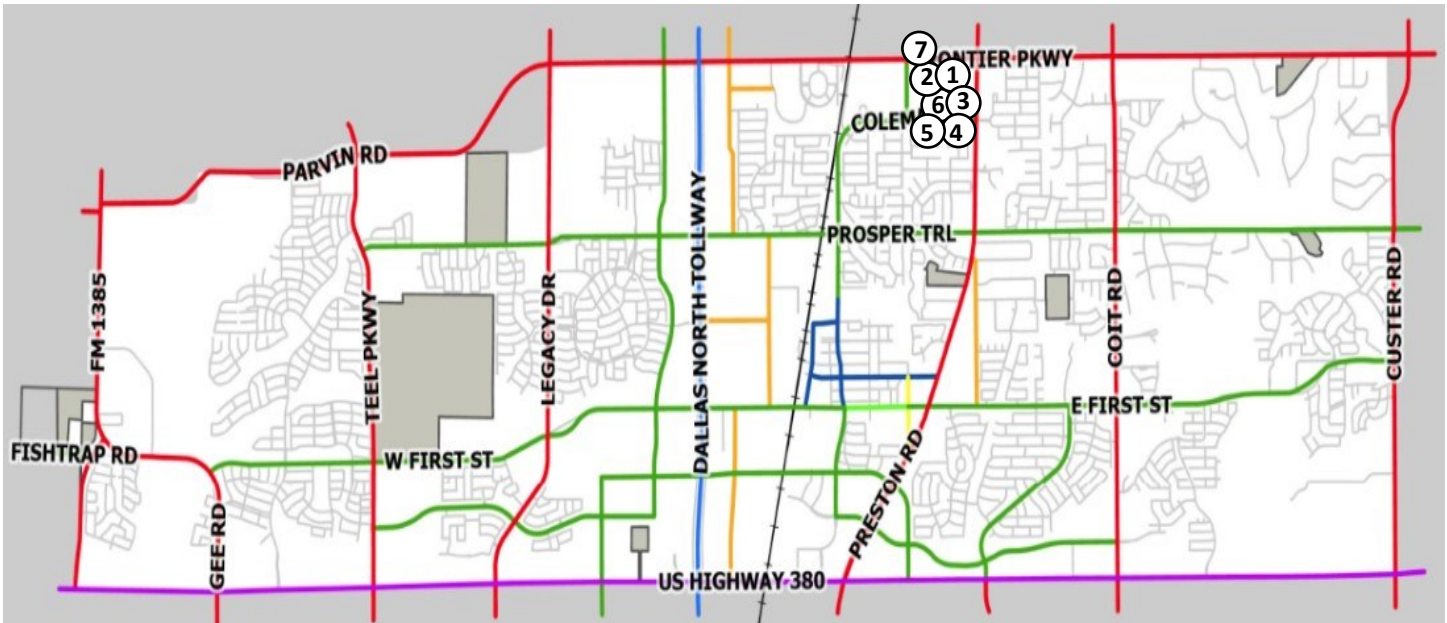 7
ONTIER PKWY
2 1
6 3
COLEM
5 4
PARVIN RD
PROSPER TRL
DALLAS NORTH TOLLWAY
FM-1385
TEEL PKWY
LEGACY DR
COIT RD
CUSTER RD
E FIRST ST
FISHTRAP RD
W FIRST ST
PRESTON RD
GEE RD
US HIGHWAY 380